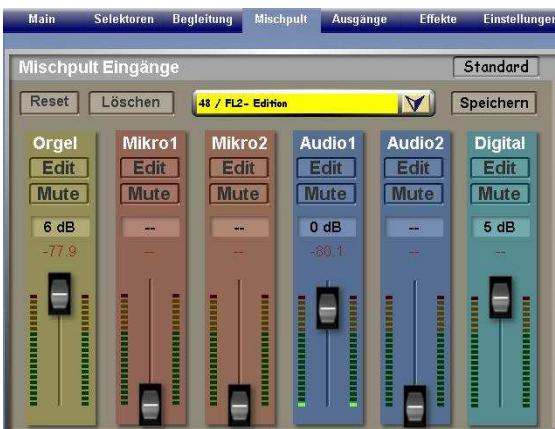 Main Selektoren Begleitung Mischpult Ausgänge Effekte Einstellungen
Mischpult Eingänge Standard
Reset Löschen 48 / FL2- Edition Speichern
Orgel Mikro1 Mikro2 Audio1 Audio2 Digital
Edit Edit Edit Edit Edit Edit
Mute Mute Mute Mute Mute Mute
6 dB -- -- 0 dB -- 5 dB
-77.9 -- -- -80.1 -- --